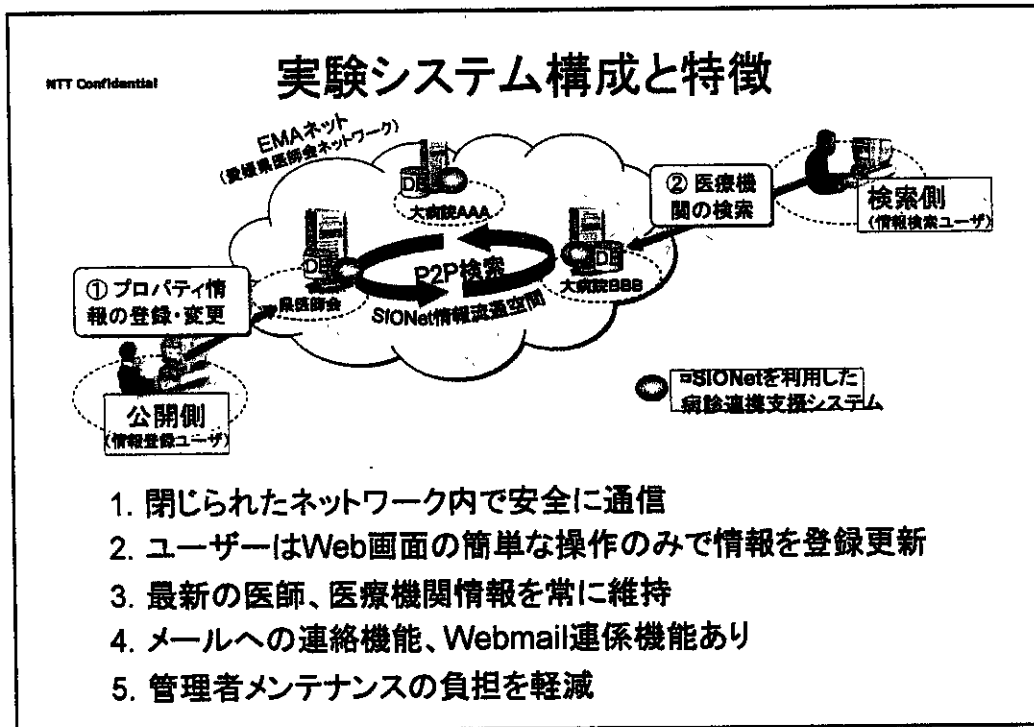 NTT Confidential
実験システム構成と特徴
EMAネット
(愛媛県医師会ネットワーク)
DB
大病院AAA
② 医療機
関の検索
検索側
(情報検索ユーザ)
DB
DB
P2P検索
大病院BBB
① プロパティ情
報の登録・変更
県医師会
SIONet情報流通空間
公開側
(情報登録ユーザ)
=SIONetを利用した
病診連携支援システム
1. 閉じられたネットワーク内で安全に通信
2. ユーザーはWeb画面の簡単な操作のみで情報を登録更新
3. 最新の医師、医療機関情報を常に維持
4. メールへの連絡機能、Webmail連係機能あり
5. 管理者メンテナンスの負担を軽減